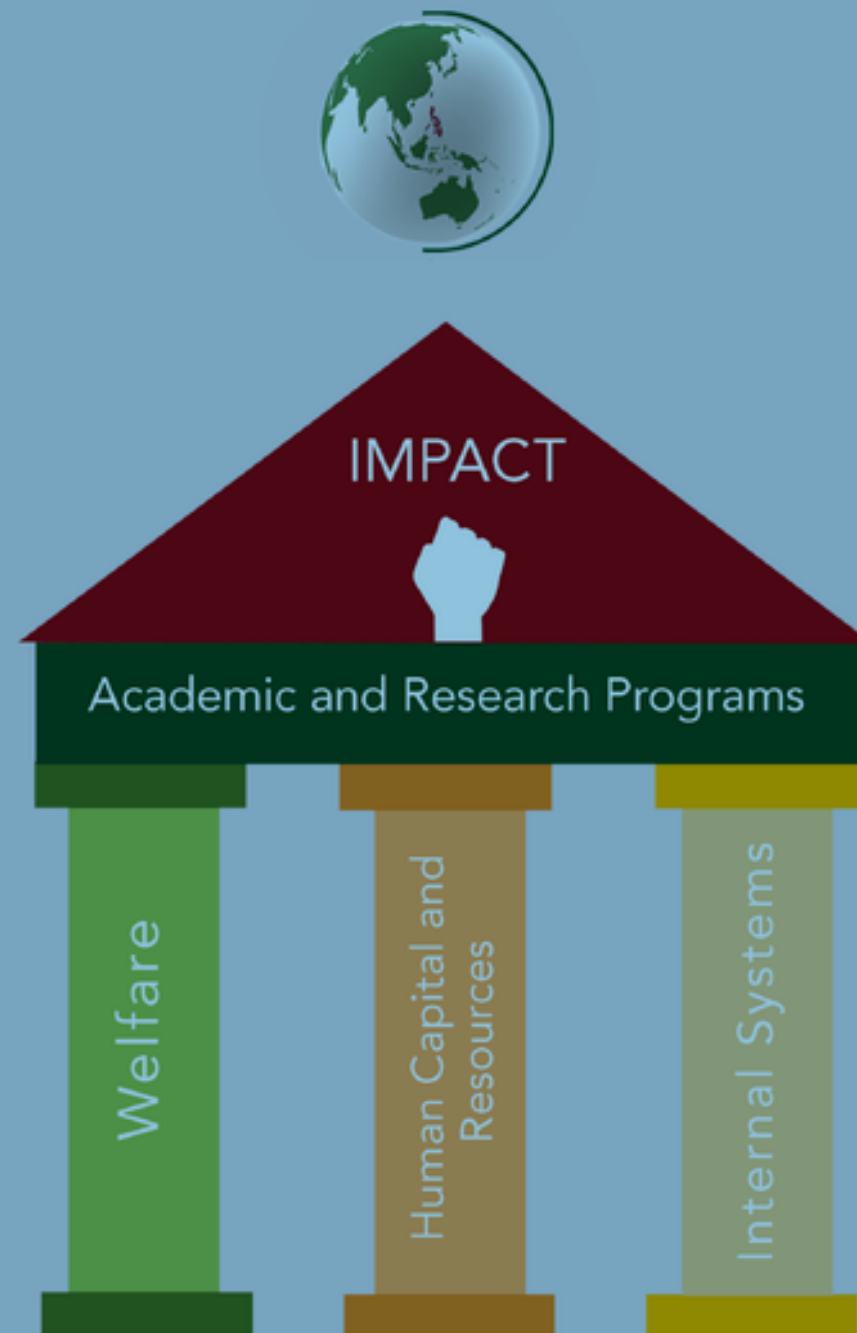 IMPACT
Academic and Research Programs
Welfare
Human Capital and
Resources
Internal Systems